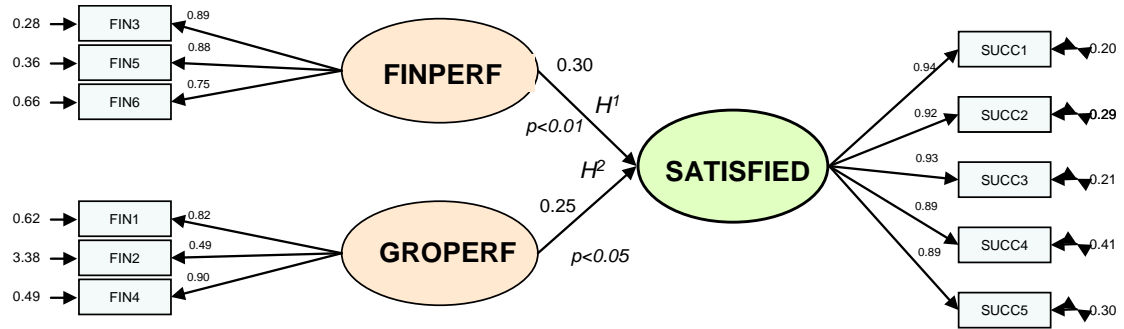 0.28
FIN3
0.89
0.36
FIN5
0.88
0.66
FIN6
0.75
FINPERF
0.30
H1
p<0.01
0.62
FIN1
0.82
3.38
FIN2
0.49
0.49
FIN4
0.90
GROPERF
H2
0.25
p<0.05
SATISFIED
0.94
SUCC1
0.20
0.92
SUCC2
0.29
0.93
SUCC3
0.21
0.89
SUCC4
0.41
0.89
SUCC5
0.30